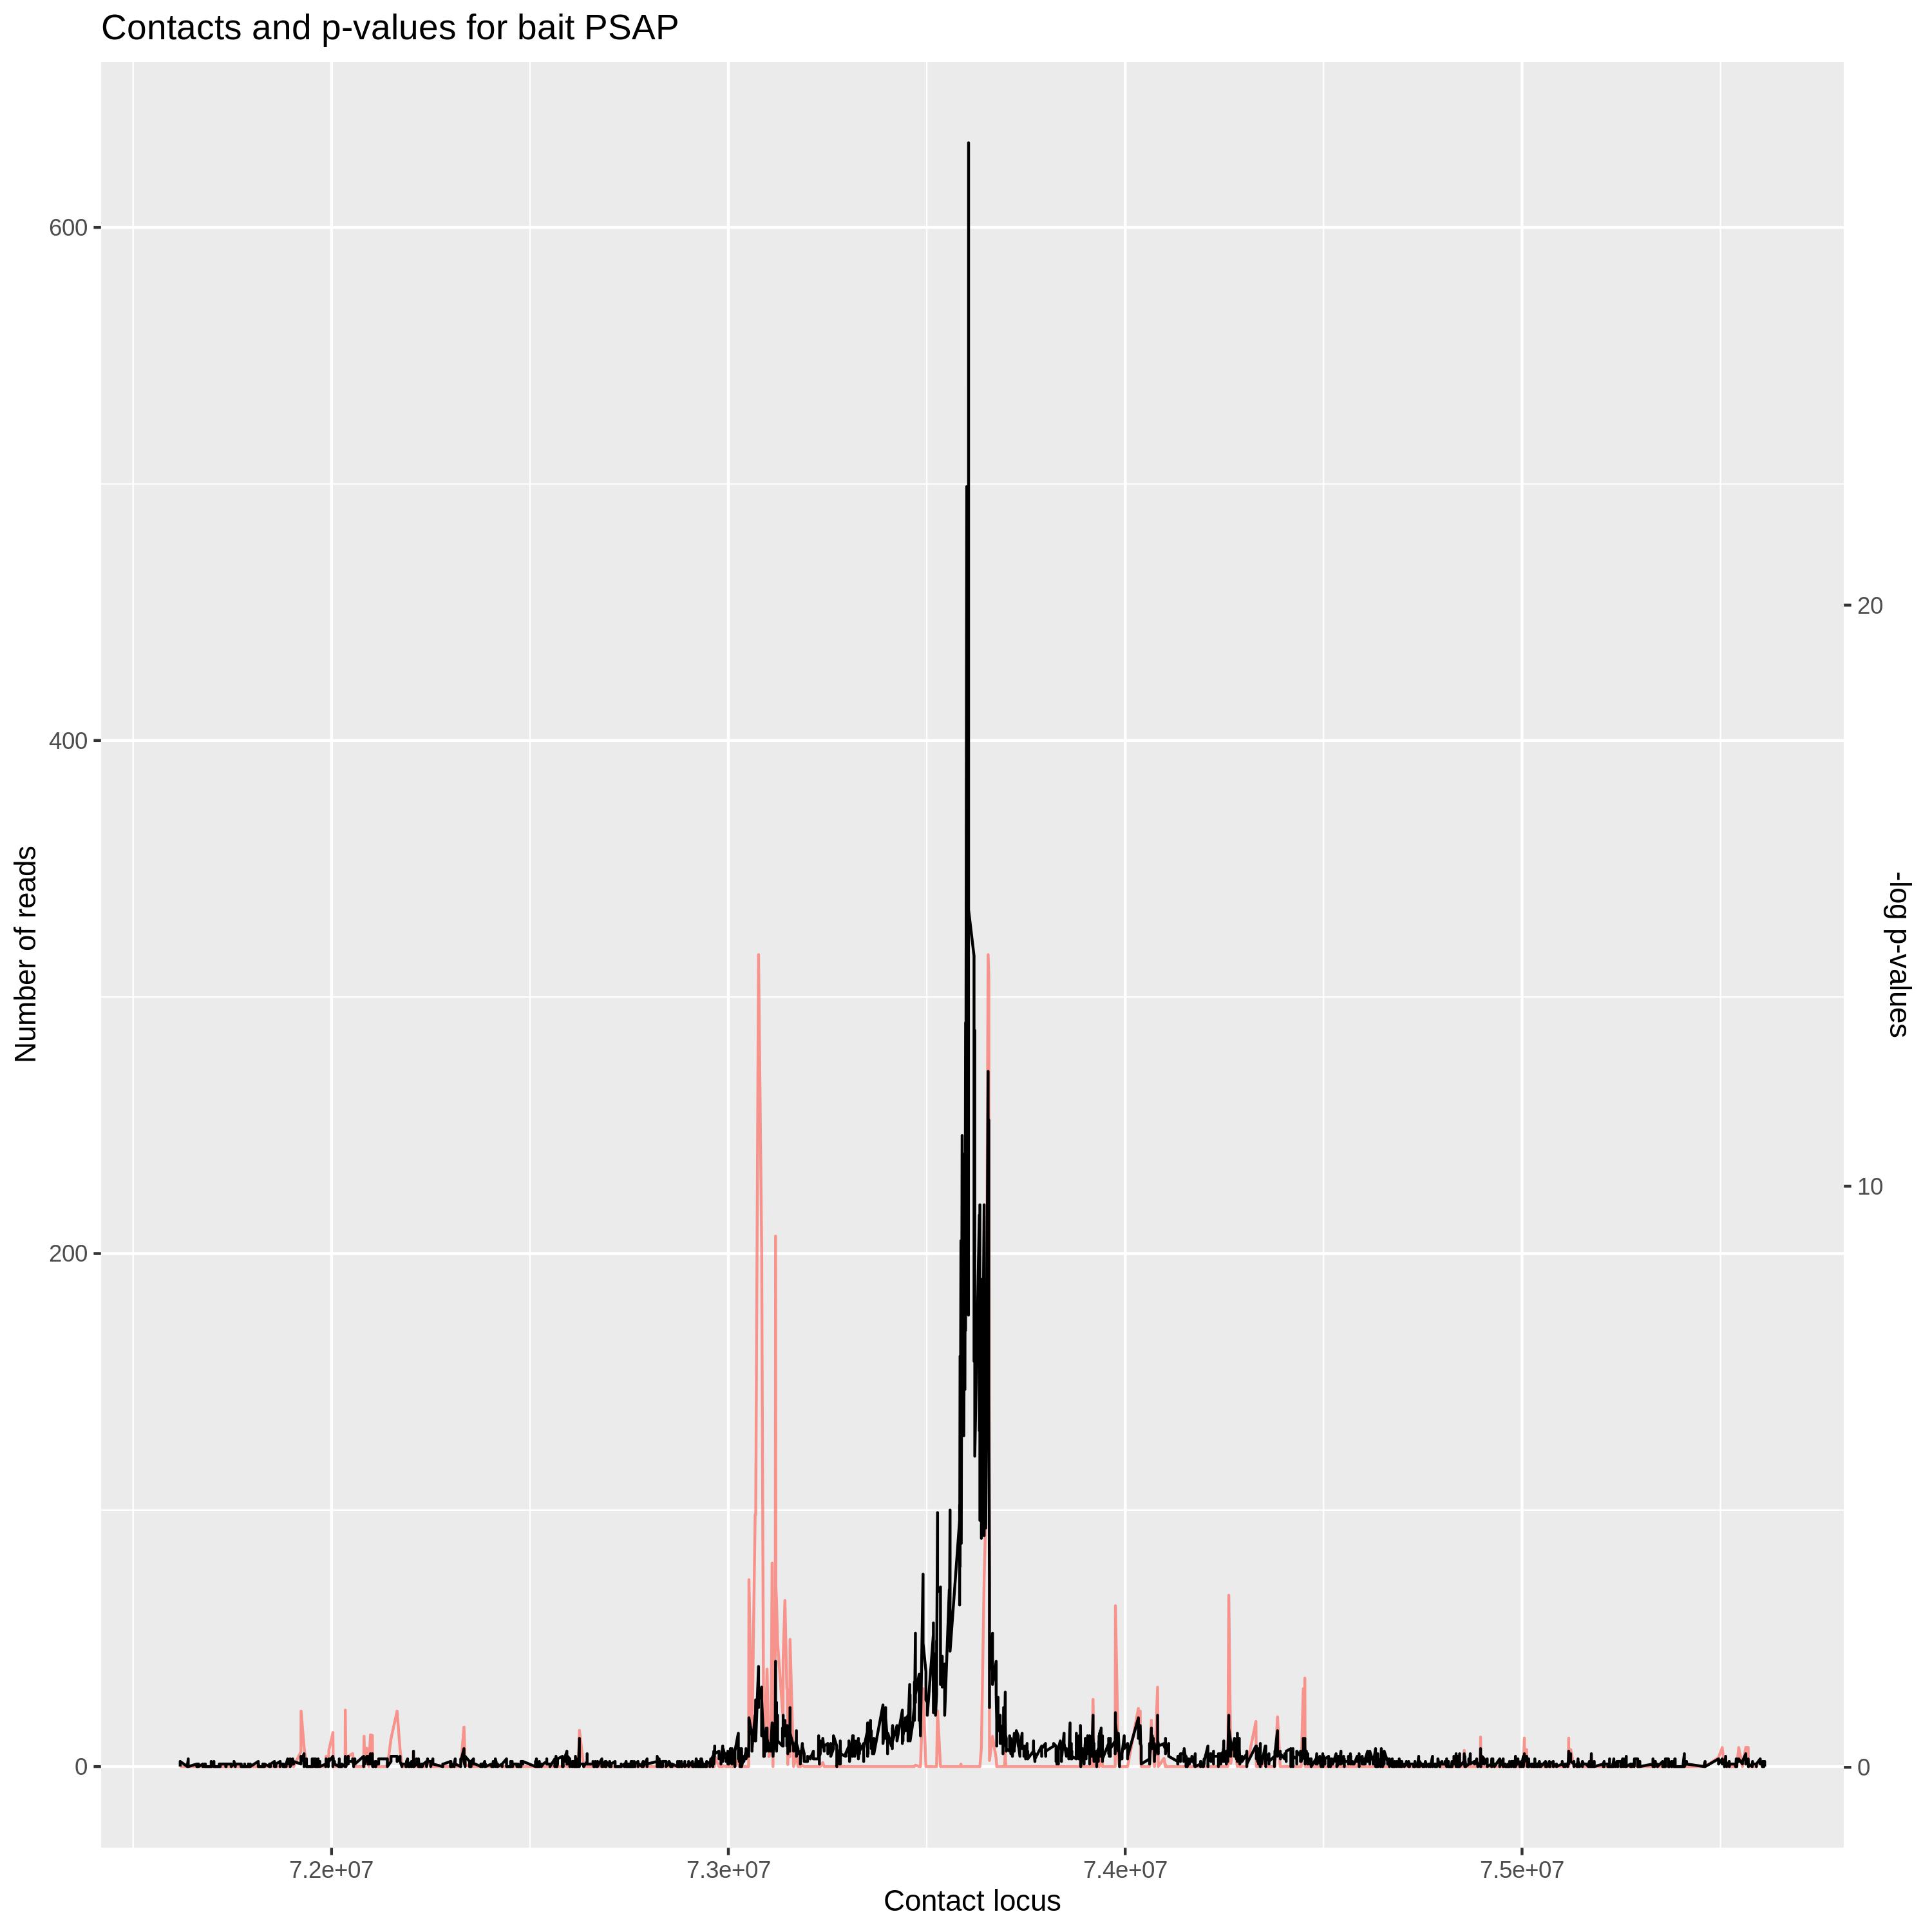 Contacts and p-values for bait PSAP
600
400
200
0
Number of reads
20
10
0
-log p-values
7.2e+07
7.3e+07
7.4e+07
7.5e+07
Contact locus